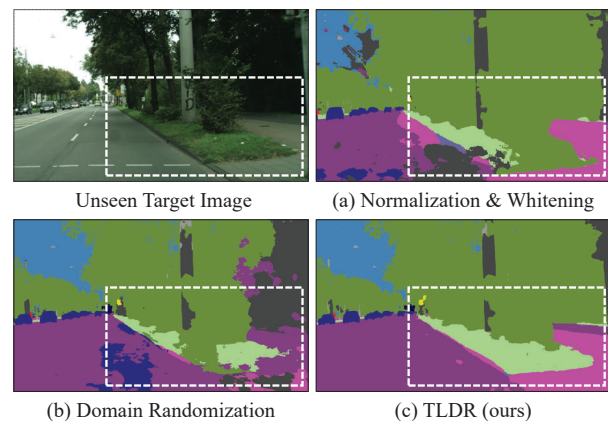 Unseen Target Image
(a) Normalization & Whitening
(b) Domain Randomization
(c) TLDR (ours)